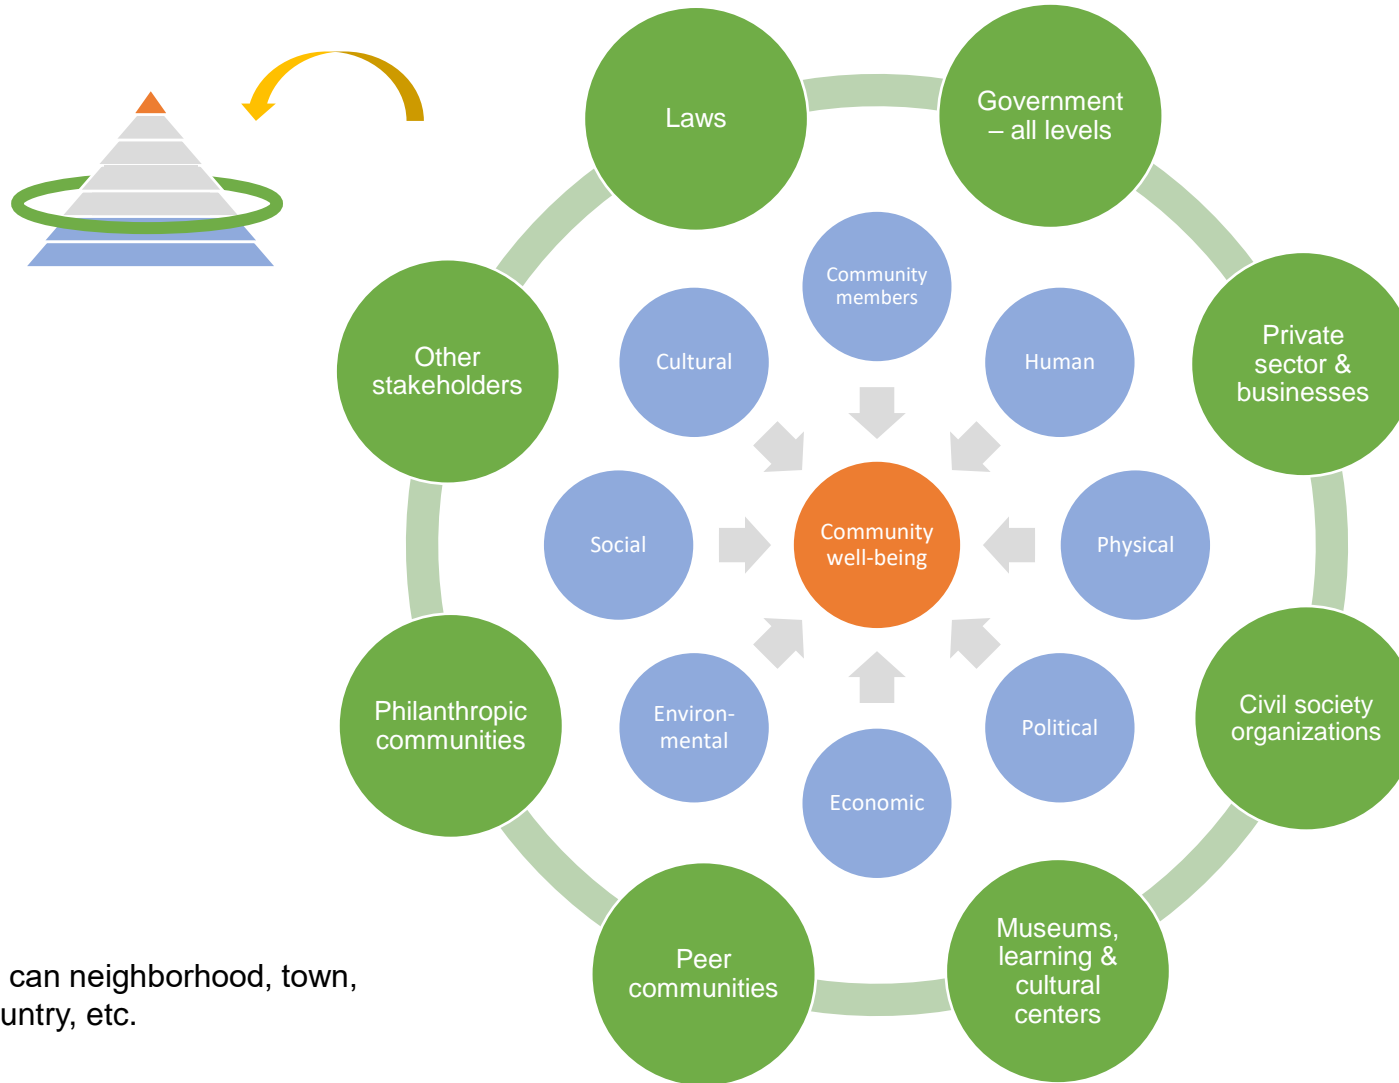 Laws
Government
– all levels
Private
sector &
businesses
Civil society
organizations
Museums,
learning &
cultural
centers
Peer
communities
Philanthropic
communities
Other
stakeholders
Community
members
Human
Physical
Political
Economic
Environ-
mental
Social
Cultural
Community
well-being
can neighborhood, town,
etc.